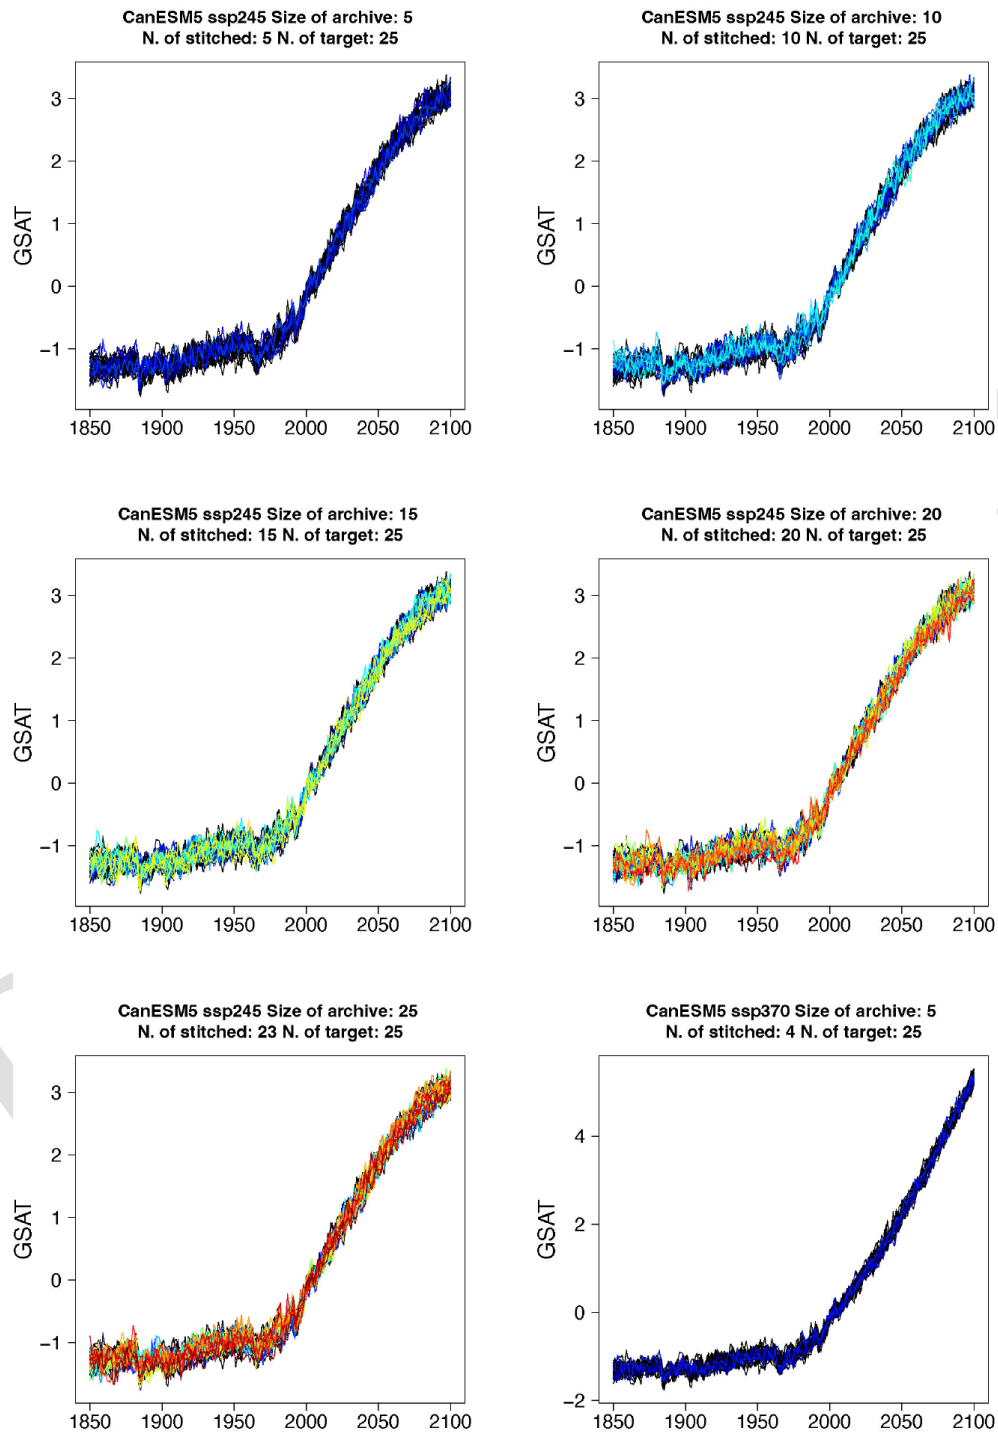 CanESM5 ssp245 Size of archive: 5
N. of stitched: 5 N. of target: 25
GSAT
3
2
1
0
−1
1850 1900 1950 2000 2050 2100
CanESM5 ssp245 Size of archive: 10
N. of stitched: 10 N. of target: 25
GSAT
3
2
1
0
−1
1850 1900 1950 2000 2050 2100
CanESM5 ssp245 Size of archive: 15
N. of stitched: 15 N. of target: 25
GSAT
3
2
1
0
−1
1850 1900 1950 2000 2050 2100
CanESM5 ssp245 Size of archive: 20
N. of stitched: 20 N. of target: 25
GSAT
3
2
1
0
−1
1850 1900 1950 2000 2050 2100
CanESM5 ssp245 Size of archive: 25
N. of stitched: 23 N. of target: 25
GSAT
3
2
1
0
−1
1850 1900 1950 2000 2050 2100
CanESM5 ssp370 Size of archive: 5
N. of stitched: 4 N. of target: 25
GSAT
4
2
0
−2
1850 1900 1950 2000 2050 2100